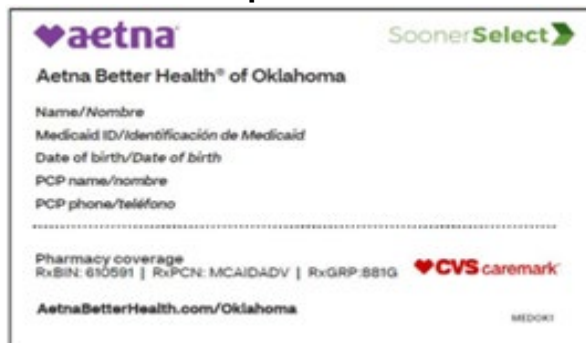 aetna
SoonerSelect
Aetna Better Health® of Oklahoma
Name/Nombre
Medicaid ID/Identificación de Medicaid
Date of birth/Date of birth
PCP name/nombre
PCP phone/teléfono
Pharmacy coverage
RxBIN: 610591 | RxPCN: MCAIDADV | RxGRP:881G
CVS caremark
AetnaBetterHealth.com/Oklahoma
MEDOK1